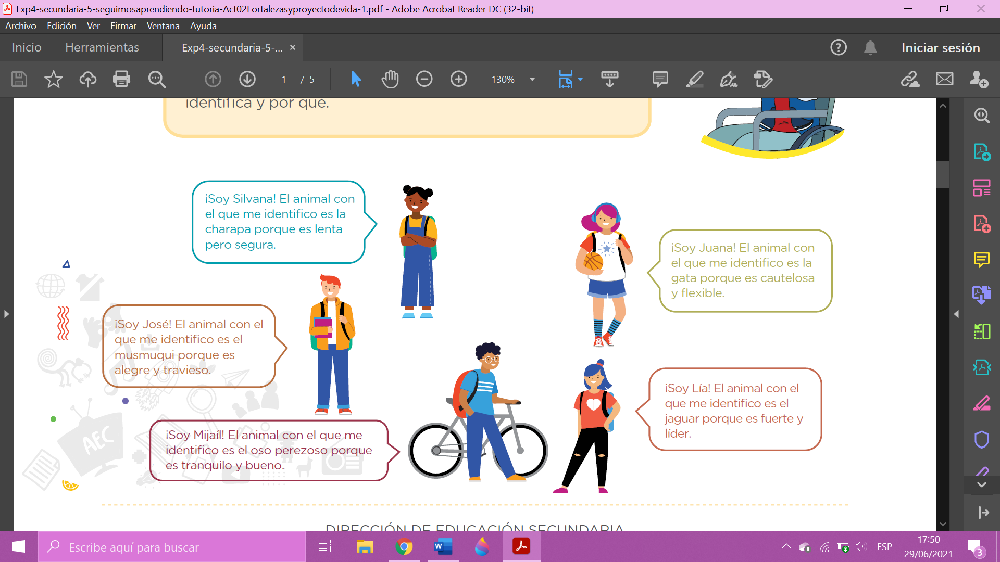 Exp4-secundaria-5-seguimosaprendiendo-tutoria-Act02Fortalezasyproyectodevida-1.pdf - Adobe Acrobat Reader DC (32-bit)
Archivo Edición Ver Firmar Ventana Ayuda
Inicio Herramientas Exp4-secundaria-5-... × Iniciar sesión
1 / 5 130%
identifica y por qué.
¡Soy Silvana! El animal con
el que me identifico es la
charapa porque es lenta
pero segura.
¡Soy Juana! El animal con
el que me identifico es la
gata porque es cautelosa
y flexible.
¡Soy José! El animal con el
que me identifico es el
musmuqui porque es
alegre y travieso.
¡Soy Lía! El animal con el
que me identifico es el
jaguar porque es fuerte y
líder.
¡Soy Mijaíl! El animal con el que me
identifico es el oso perezoso porque
es tranquilo y bueno.
AEC
DIRECCIÓN DE EDUCACIÓN SECUNDARIA
Escribe aquí para buscar
ESP
17:50
29/06/2021
3